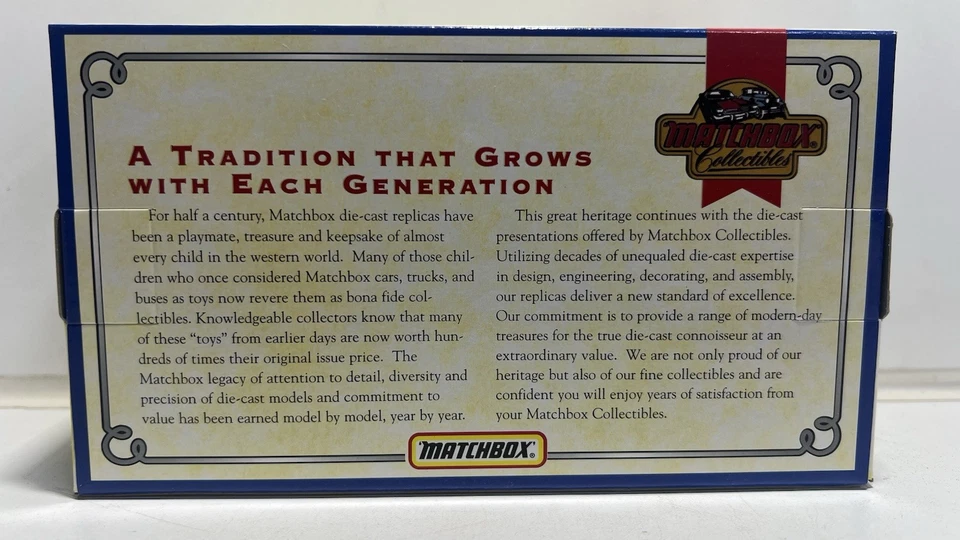 MATCHBOX®
Collectibles
A TRADITION THAT GROWS
WITH EACH GENERATION
For half a century, Matchbox die-cast replicas have
been a playmate, treasure and keepsake of almost
every child in the western world. Many of those chil-
dren who once considered Matchbox cars, trucks, and
buses as toys now revere them as bona fide col-
lectibles. Knowledgeable collectors know that many
of these “toys” from earlier days are now worth hun-
dreds of times their original issue price. The
Matchbox legacy of attention to detail, diversity and
precision of die-cast models and commitment to
value has been earned model by model, year by year.
This great heritage continues with the die-cast
presentations offered by Matchbox Collectibles.
Utilizing decades of unequaled die-cast expertise
in design, engineering, decorating, and assembly,
our replicas deliver a new standard of excellence.
Our commitment is to provide a range of modern-day
treasures for the true die-cast connoisseur at an
extraordinary value. We are not only proud of our
heritage but also of our fine collectibles and are
confident you will enjoy years of satisfaction from
your Matchbox Collectibles.
"MATCHBOX"®